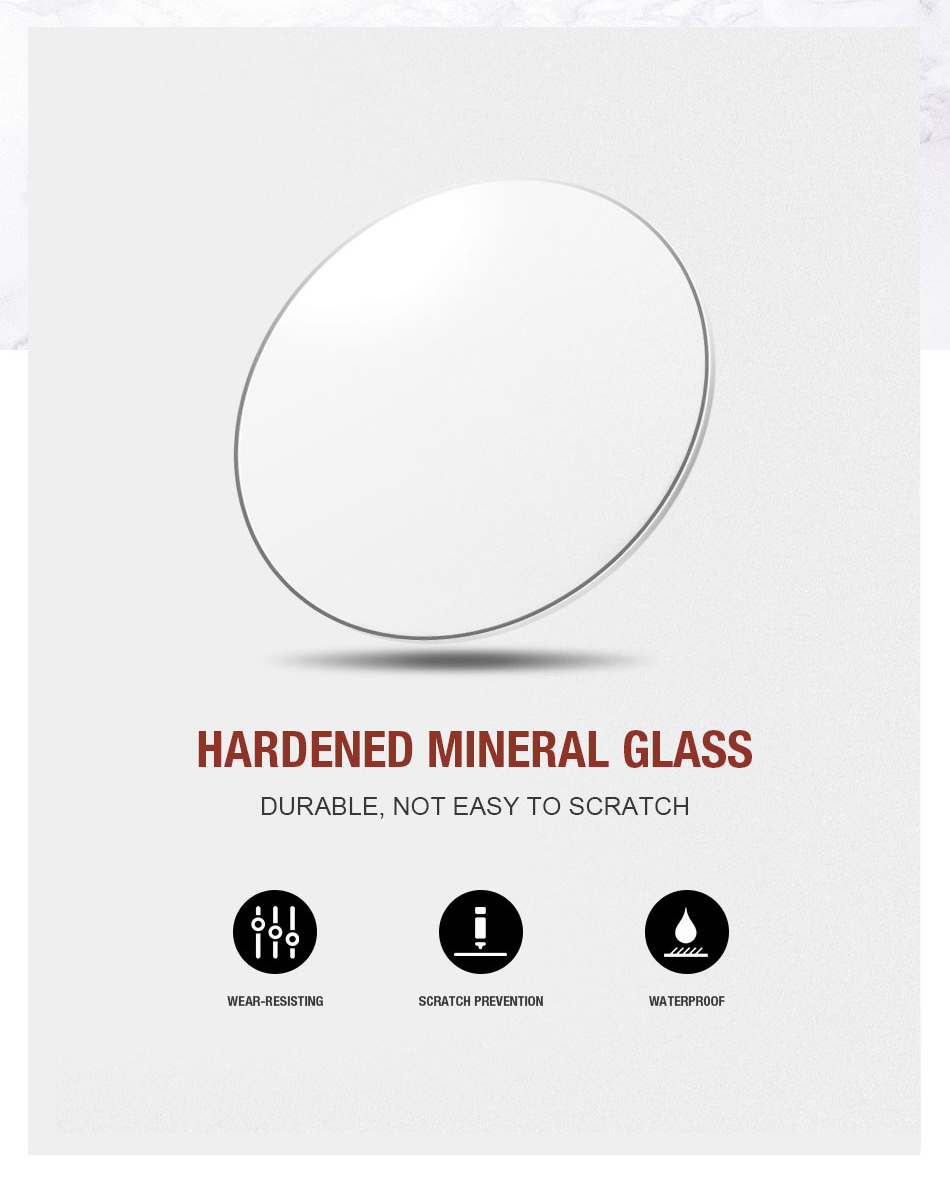 HARDENED MINERAL GLASS
DURABLE, NOT EASY TO SCRATCH
WEAR-RESISTING
SCRATCH PREVENTION
WATERPROOF